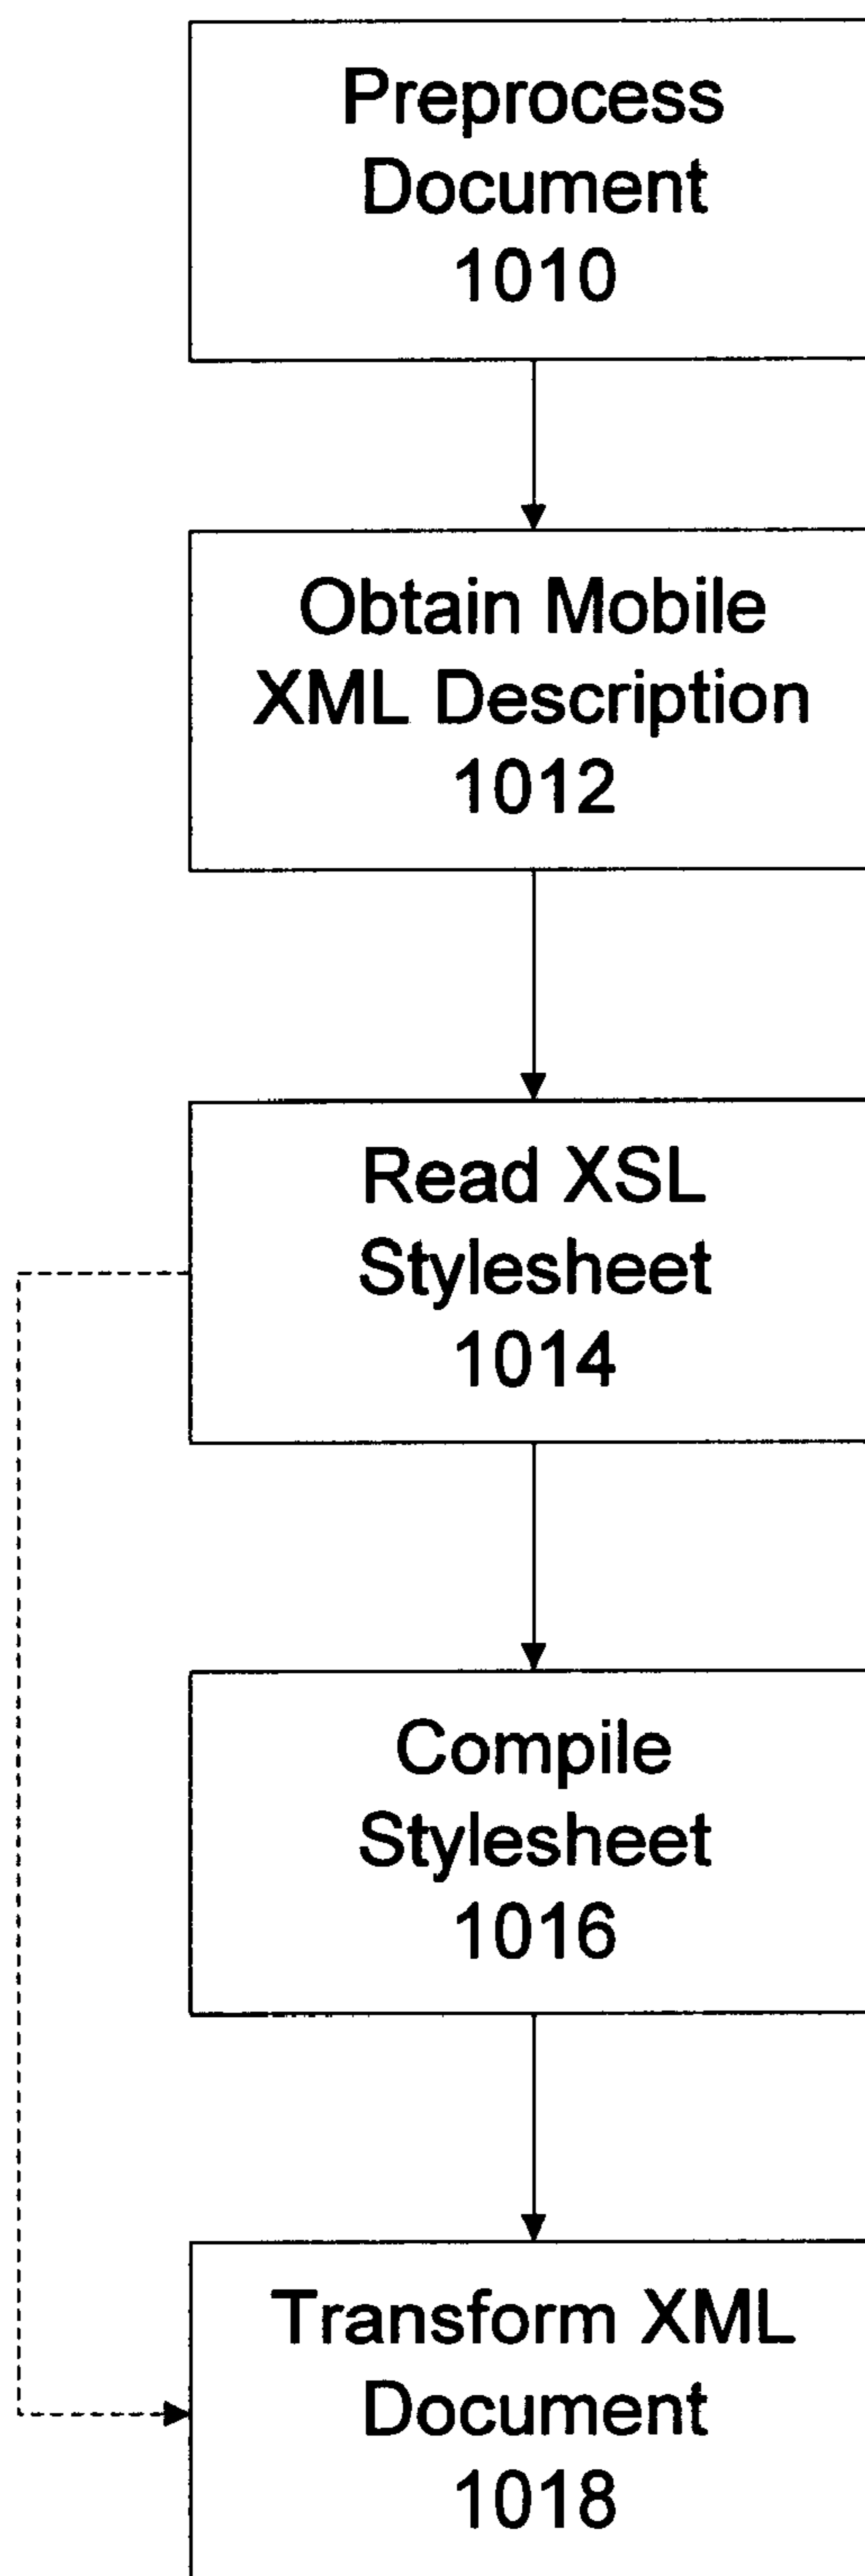 Preprocess
Document
1010
Obtain Mobile
XML Description
1012
Read XSL
Stylesheet
1014
Compile
Stylesheet
1016
Transform XML
Document
1018